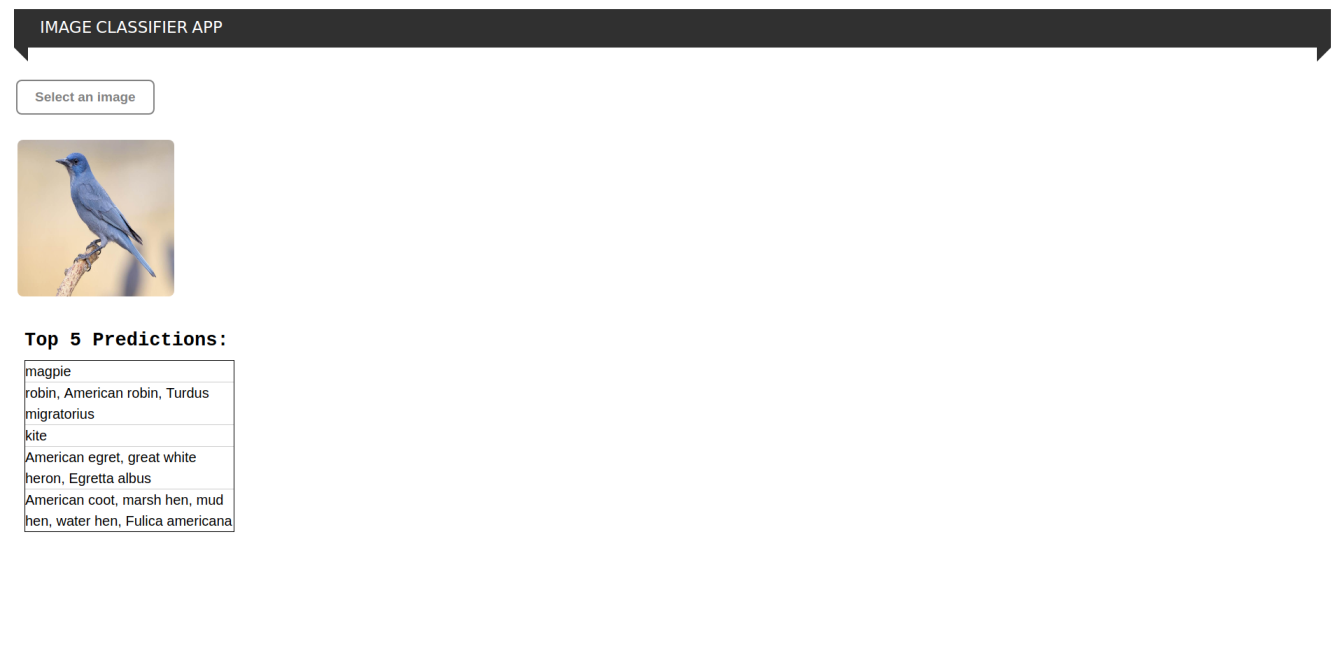 IMAGE CLASSIFIER APP
Select an image
Top 5 Predictions:
magpie
robin, American robin, Turdus
migratorius
kite
American egret, great white
heron, Egretta albus
American coot, marsh hen, mud
hen, water hen, Fulica americana